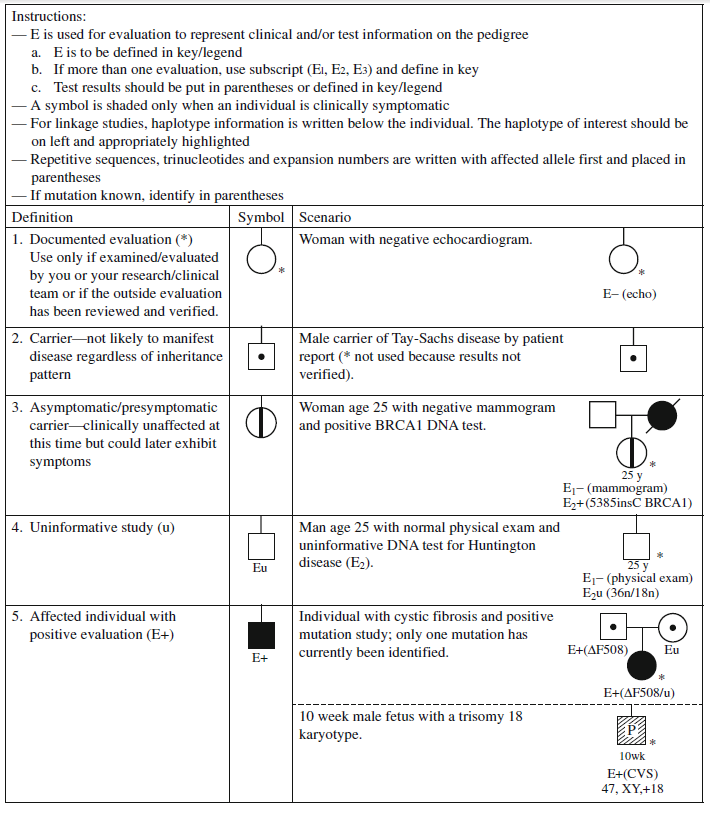 Instructions:
— E is used for evaluation to represent clinical and/or test information on the pedigree
a. E is to be defined in key/legend
b. If more than one evaluation, use subscript (E1, E2, E3) and define in key
c. Test results should be put in parentheses or defined in key/legend
— A symbol is shaded only when an individual is clinically symptomatic
— For linkage studies, haplotype information is written below the individual. The haplotype of interest should be
on left and appropriately highlighted
— Repetitive sequences, trinucleotides and expansion numbers are written with affected allele first and placed in
parentheses
— If mutation known, identify in parentheses
Definition Symbol Scenario
1. Documented evaluation (*)
Use only if examined/evaluated
by you or your research/clinical
team or if the outside evaluation
has been reviewed and verified.
*
Woman with negative echocardiogram.
*
E– (echo)
2. Carrier—not likely to manifest
disease regardless of inheritance
pattern
Male carrier of Tay-Sachs disease by patient
report (* not used because results not
verified).
3. Asymptomatic/presymptomatic
carrier—clinically unaffected at
this time but could later exhibit
symptoms
Woman age 25 with negative mammogram
and positive BRCA1 DNA test.
*
25 y
E1– (mammogram)
E2+(5385insC BRCA1)
4. Uninformative study (u)
Eu
Man age 25 with normal physical exam and
uninformative DNA test for Huntington
disease (E2).
*
25 y
E1– (physical exam)
E2u (36n/18n)
5. Affected individual with
positive evaluation (E+)
E+
Individual with cystic fibrosis and positive
mutation study; only one mutation has
currently been identified.
E+(ΔF508) Eu
*
E+(ΔF508/u)
10 week male fetus with a trisomy 18
karyotype.
P
*
10wk
E+(CVS)
47, XY,+18